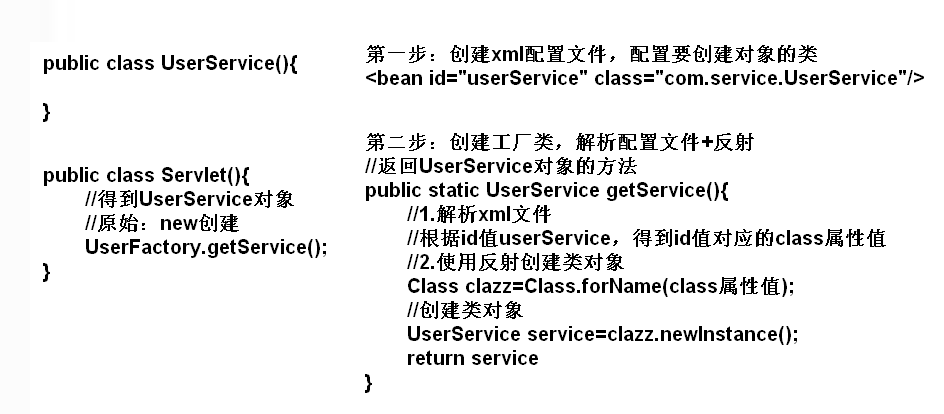 public class UserService(){
}
public class Servlet(){
//得到UserService对象
//原始：new创建
UserFactory.getService();
}
第一步：创建xml配置文件，配置要创建对象的类
<bean id="userService" class="com.service.UserService"/>
第二步：创建工厂类，解析配置文件+反射
//返回UserService对象的方法
public static UserService getService(){
//1.解析xml文件
//根据id值userService，得到id值对应的class属性值
//2.使用反射创建类对象
Class clazz=Class.forName(class属性值);
//创建类对象
UserService service=clazz.newInstance();
return service
}